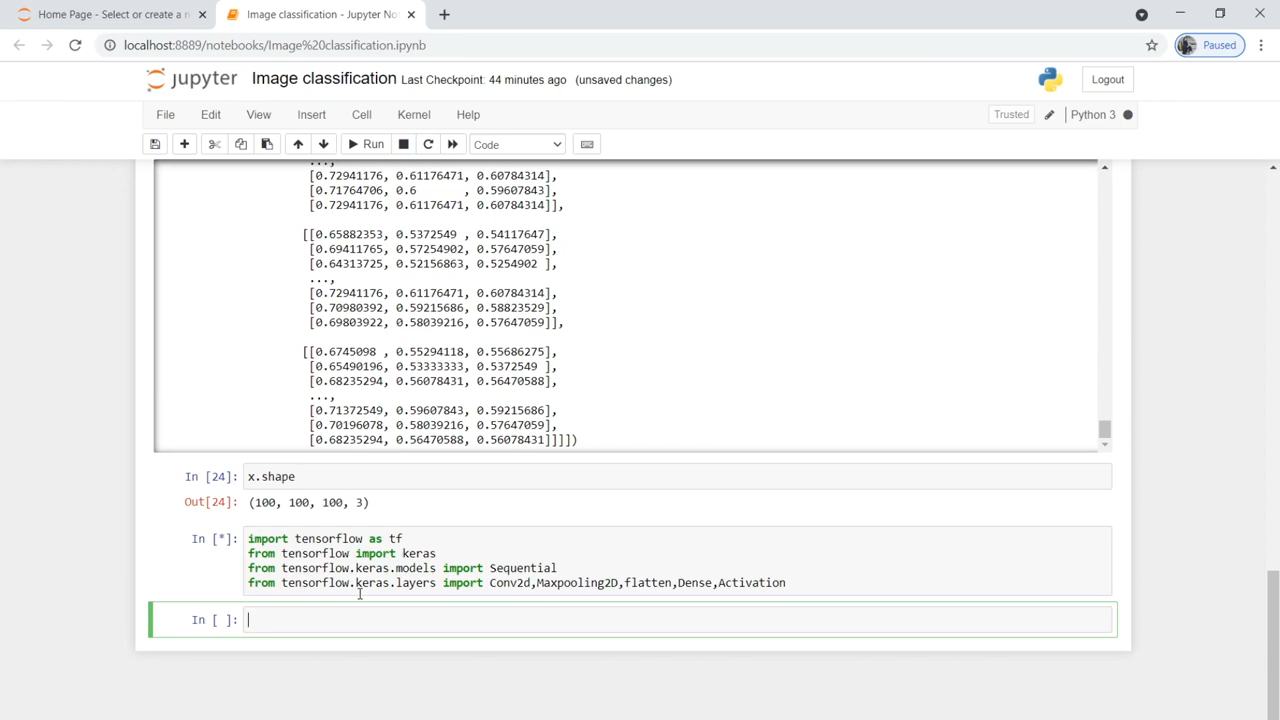 Home Page - Select or create a n
Image classification - Jupyter No
localhost:8889/notebooks/Image%20classification.ipynb
Paused
jupyter Image classification Last Checkpoint: 44 minutes ago (unsaved changes)
Logout
File Edit View Insert Cell Kernel Help
Trusted Python 3
Run Code
...,
[0.72941176, 0.61176471, 0.60784314],
[0.71764706, 0.6 , 0.59607843],
[0.72941176, 0.61176471, 0.60784314]],
[[0.65882353, 0.5372549 , 0.54117647],
[0.69411765, 0.57254902, 0.57647059],
[0.64313725, 0.52156863, 0.5254902 ],
...,
[0.72941176, 0.61176471, 0.60784314],
[0.70980392, 0.59215686, 0.58823529],
[0.69803922, 0.58039216, 0.57647059]],
[[0.6745098 , 0.55294118, 0.55686275],
[0.65490196, 0.53333333, 0.5372549 ],
[0.68235294, 0.56078431, 0.56470588],
...,
[0.71372549, 0.59607843, 0.59215686],
[0.70196078, 0.58039216, 0.57647059],
[0.68235294, 0.56470588, 0.56078431]]]])
In [24]: x.shape
Out[24]: (100, 100, 100, 3)
In [*]: import tensorflow as tf
from tensorflow import keras
from tensorflow.keras.models import Sequential
from tensorflow.keras.layers import Conv2d,Maxpooling2D,flatten,Dense,Activation
In [ ]: